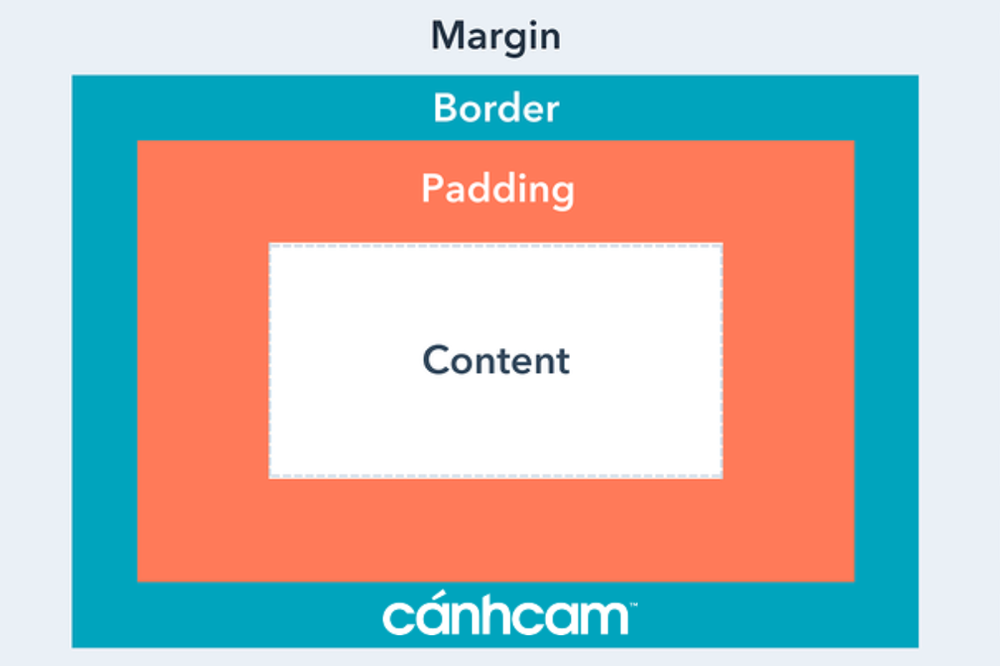 Margin
Border
Padding
Content
cánhcam™